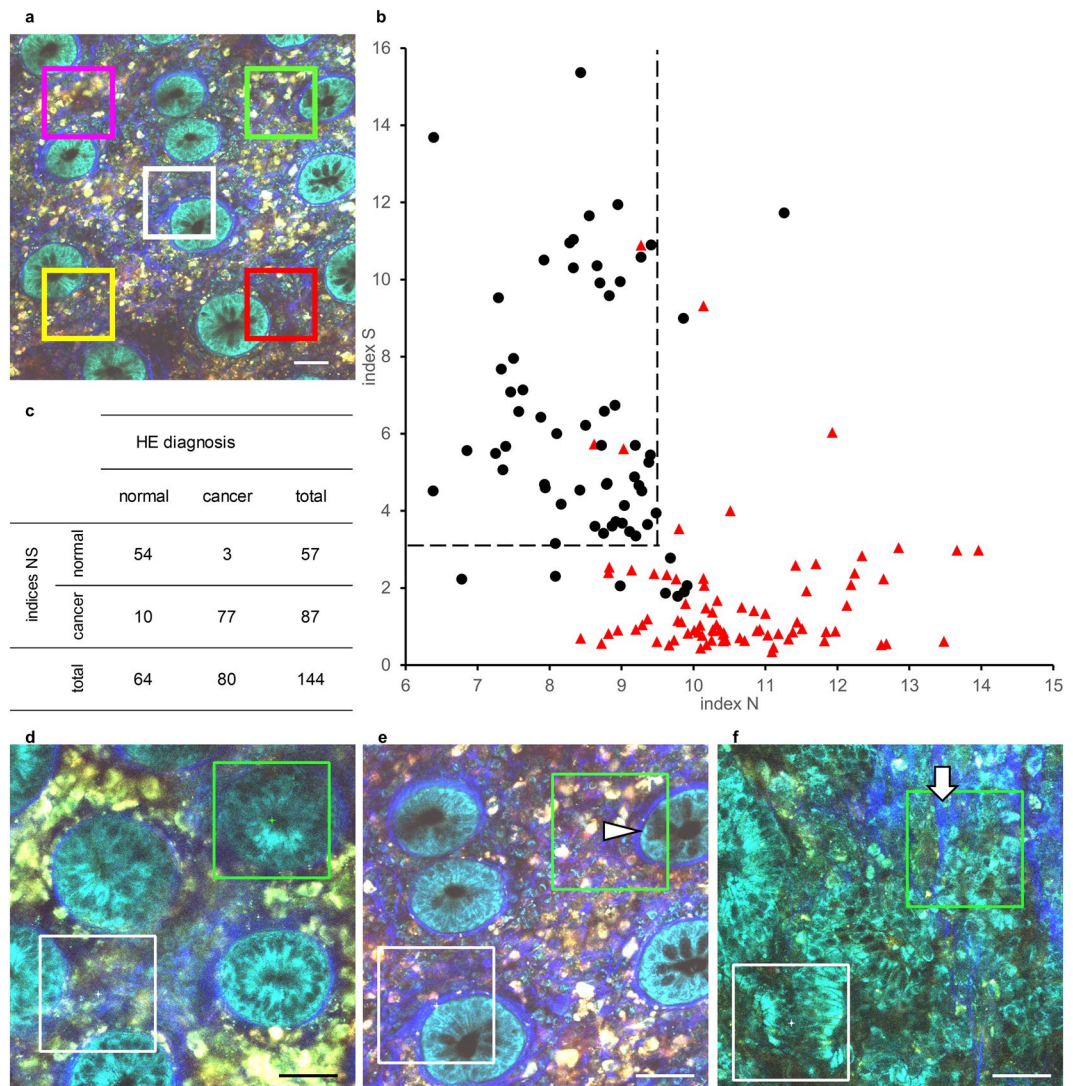 a
b
16
14
12
10
8
6
4
2
0
index S
6 7 8 9 10 11 12 13 14 15
index N
c
HE diagnosis
normal cancer total
indices NS
normal 54 3 57
cancer 10 77 87
total 64 80 144
d
e
f